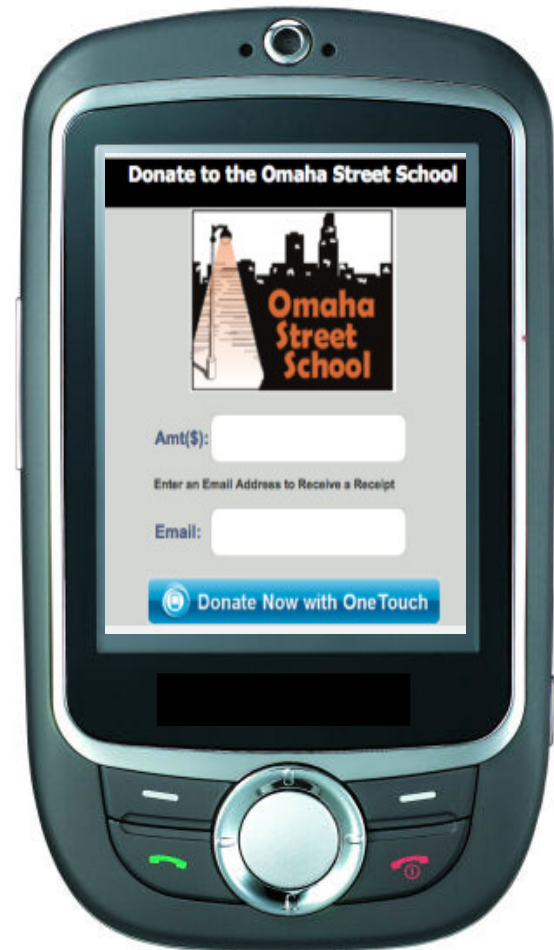 Donate to the Omaha Street School
Omaha
Street
School
Amt($):
Enter an Email Address to Receive a Receipt
Email:
Donate Now with OneTouch